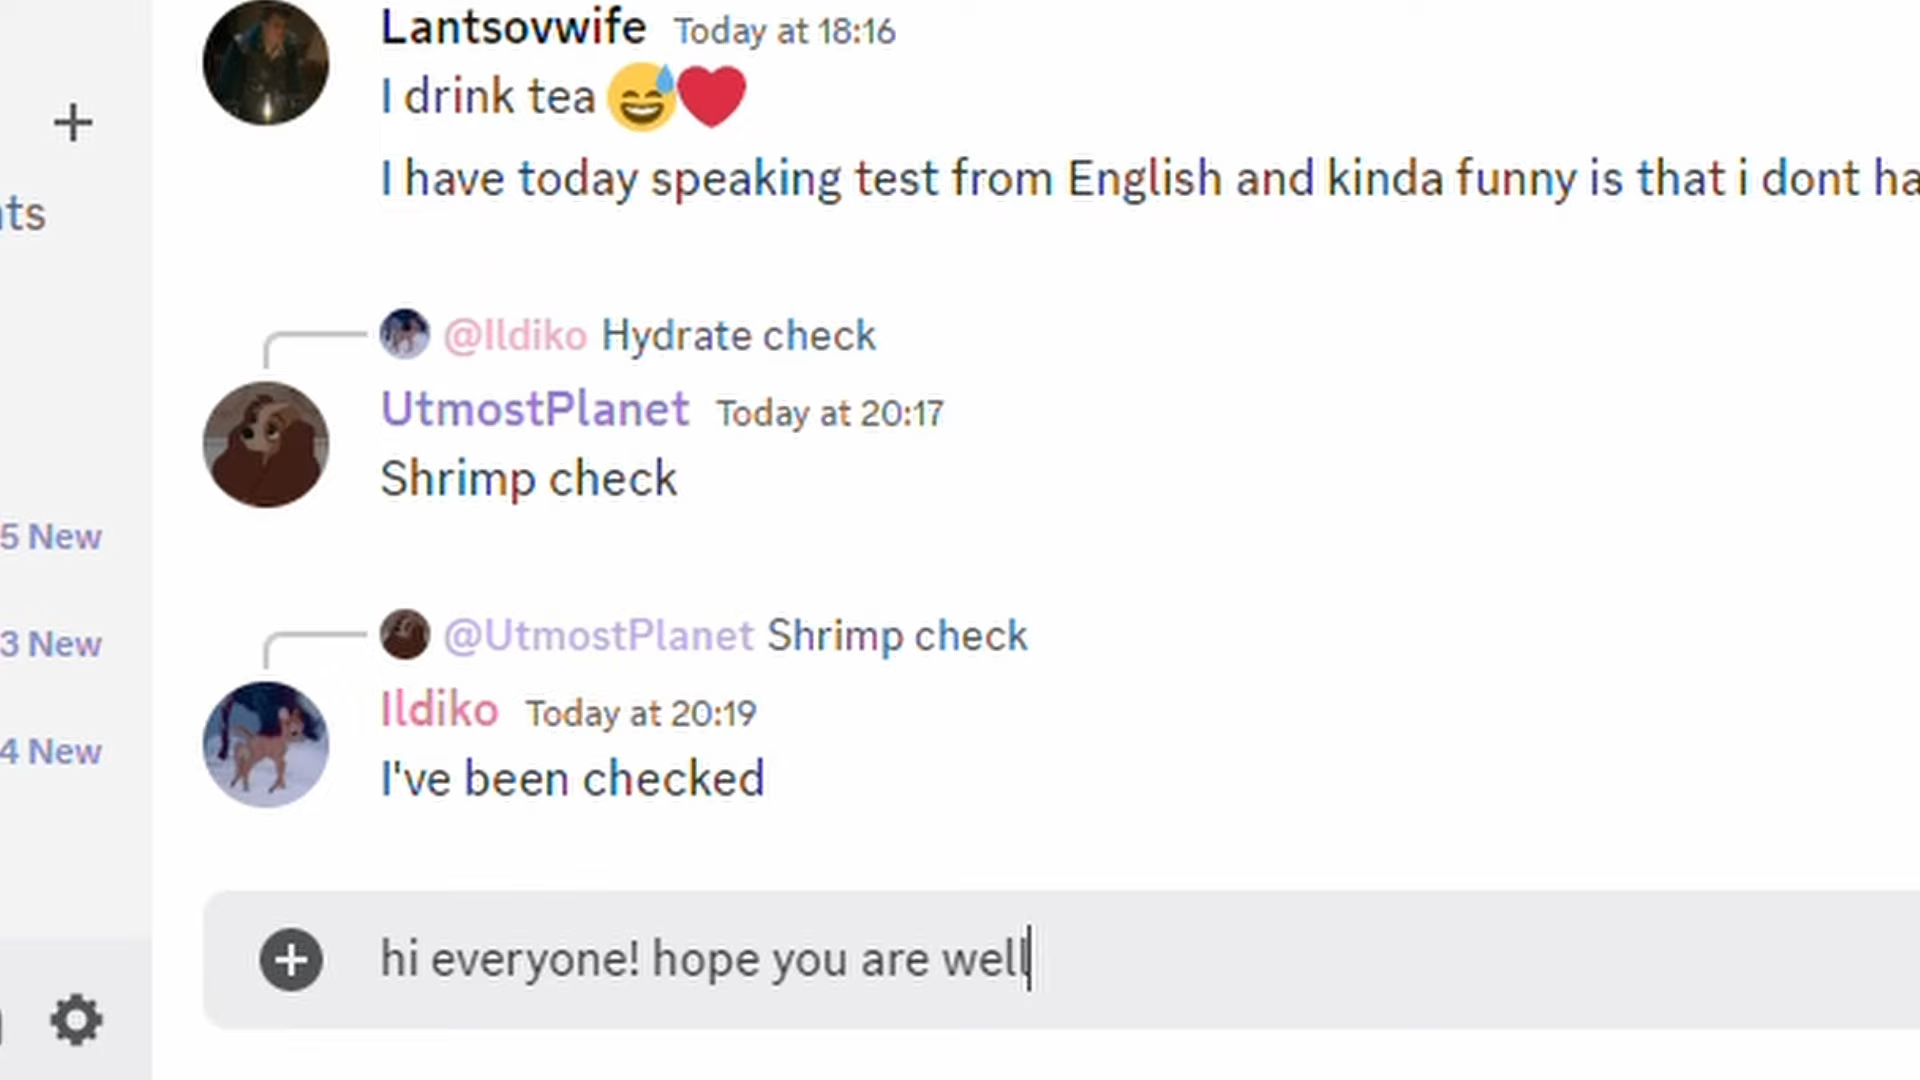 Lantsovwife Today at 18:16
I drink tea 😅❤️
I have today speaking test from English and kinda funny is that i dont
@Ildiko Hydrate check
UtmostPlanet Today at 20:17
Shrimp check
5 New
@UtmostPlanet Shrimp check
3 New
Ildiko Today at 20:19
4 New
I've been checked
hi everyone! hope you are well